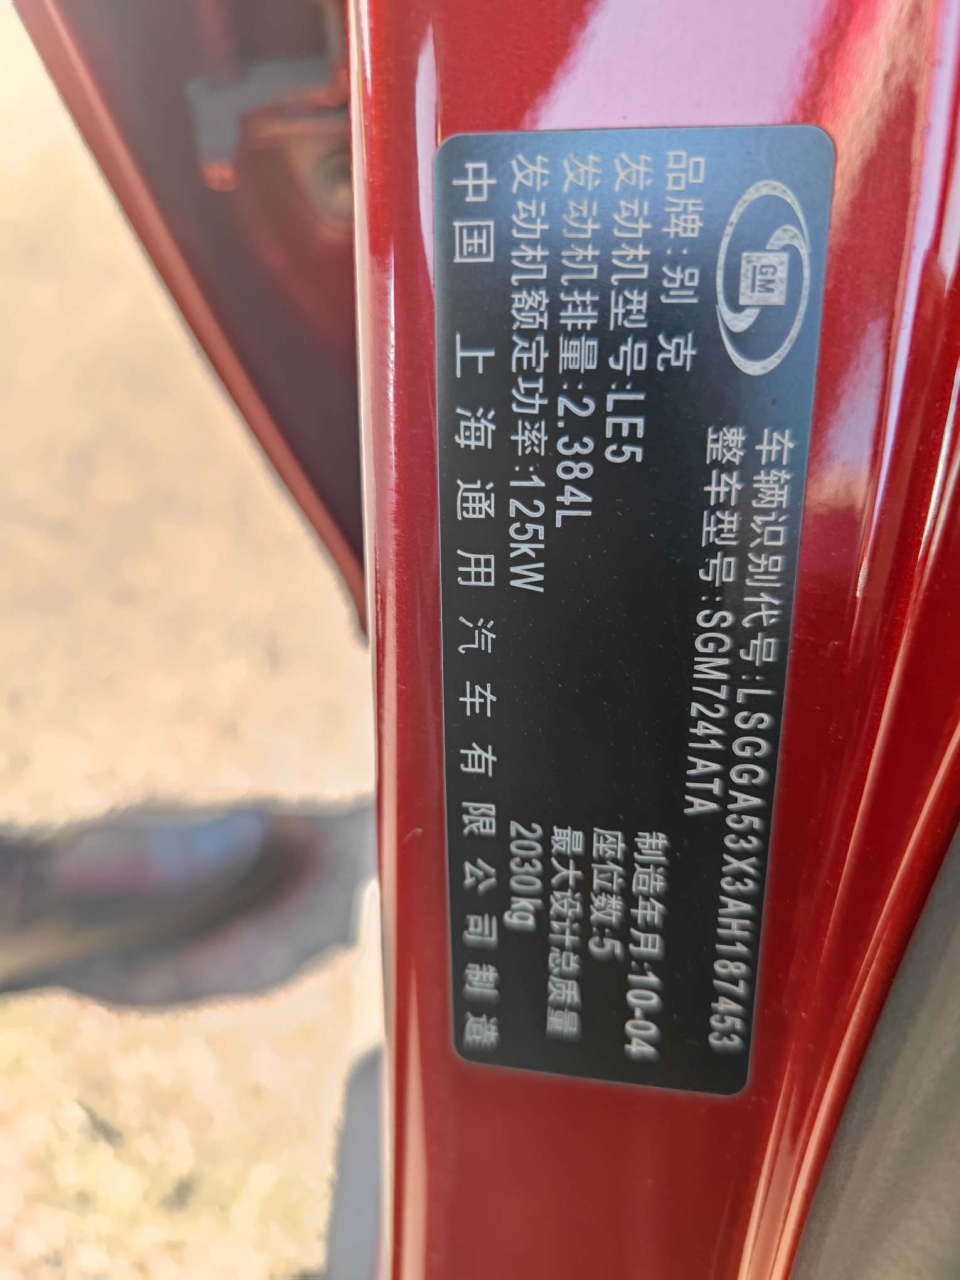 GM
车辆识别代号:LSGGA53X3AH187453
整车型号:SGM7241ATA
品牌:别克
发动机型号:LE5
发动机排量:2.384L
发动机额定功率:125kW
制造年月:10-04
座位数:5
最大设计总质量
2030kg
中国 上海通用汽车有限公司制造